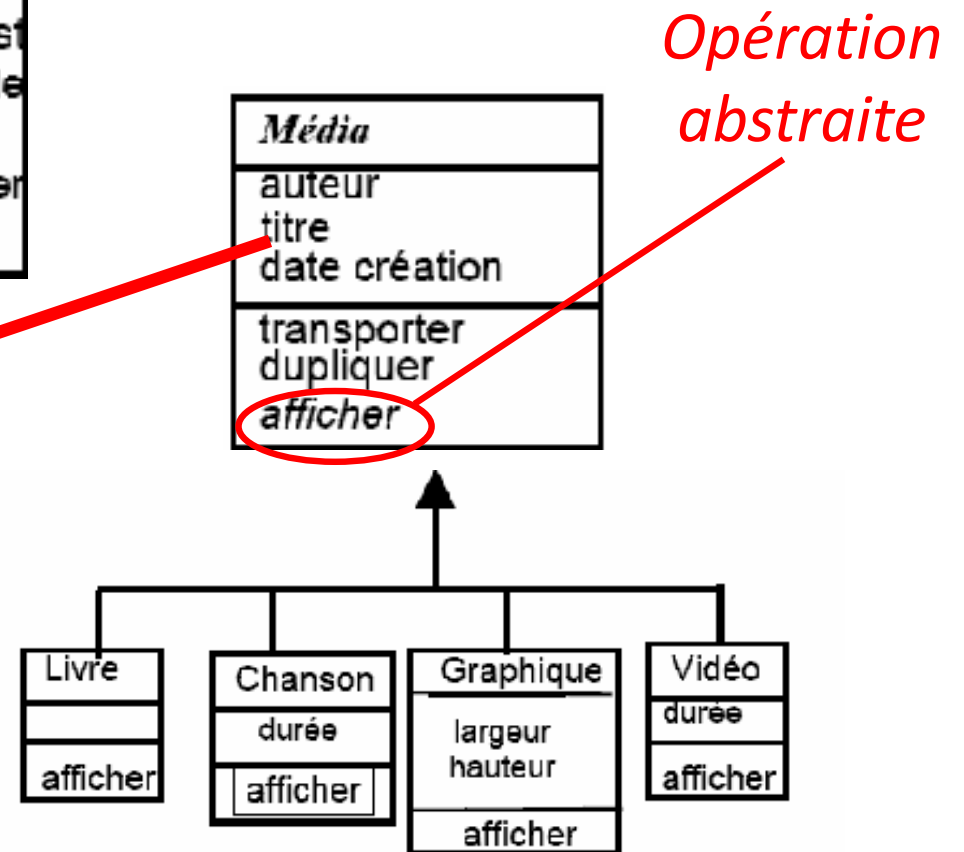 Opération
abstraite
Média
auteur
titre
date création
transporter
dupliquer
afficher
Livre
afficher
Chanson
durée
afficher
Graphique
largeur
hauteur
afficher
Vidéo
durée
afficher